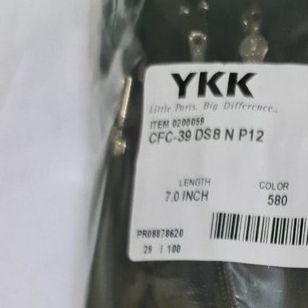 YKK
Little Parts. Big Difference.
ITEM 0200059
CFC-39 DS8 N P12
LENGTH COLOR
7.0 INCH 580
PR08878620
25 / 100